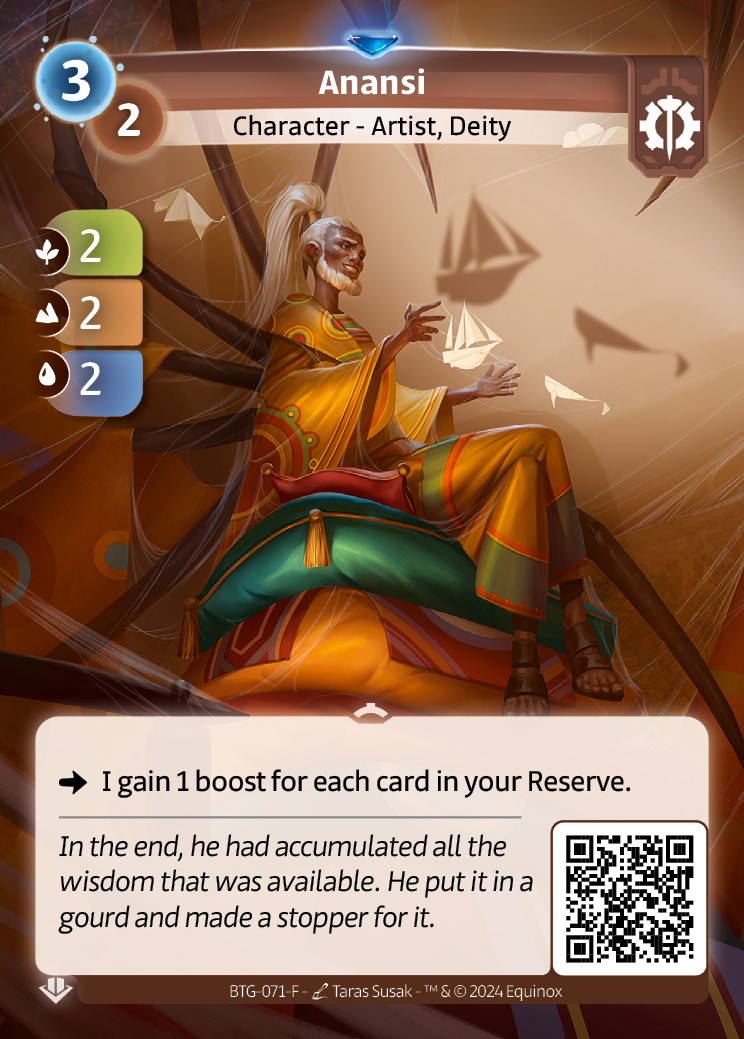 3
Anansi
2
Character - Artist, Deity
2
2
2
I gain 1 boost for each card in your Reserve.
In the end, he had accumulated all the
wisdom that was available. He put it in a
gourd and made a stopper for it.
BTG-071-F - Taras Susak - ™ & © 2024 Equinox